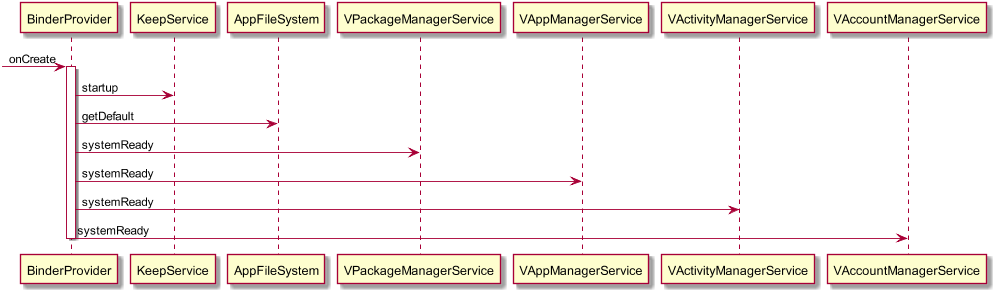 BinderProvider KeepService AppFileSystem VPackageManagerService VAppManagerService VActivityManagerService VAccountManagerService
onCreate
startup
getDefault
systemReady
systemReady
systemReady
systemReady
BinderProvider KeepService AppFileSystem VPackageManagerService VAppManagerService VActivityManagerService VAccountManagerService